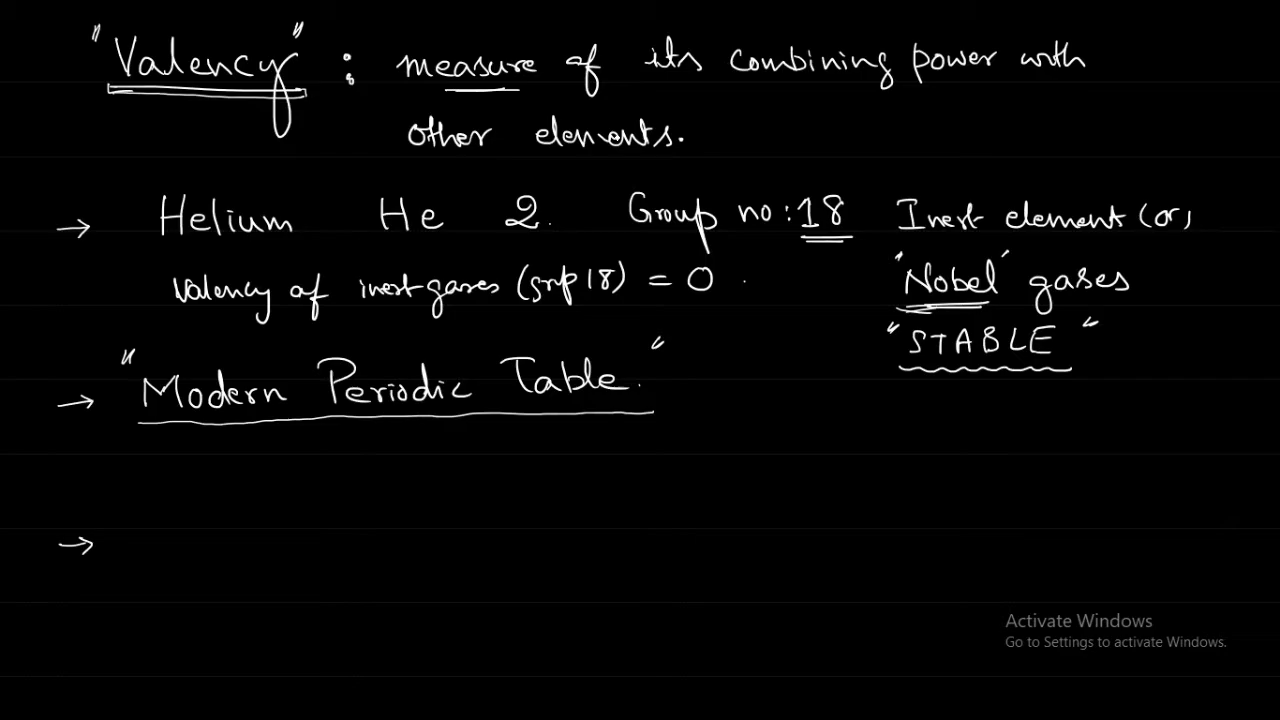 "Valency" : measure of its combining power with
other elements.
→ Helium He 2. Group no: 18 Inert element (or)
valency of inert gases (grp 18) = 0. "Nobel" gases
"STABLE"
→ "Modern Periodic Table."
→
Activate Windows
Go to Settings to activate Windows.